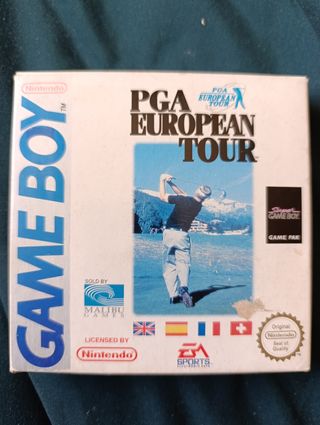 Nintendo
GAME BOY
TM
PGA
EUROPEAN
TOUR
PGA
EUROPEAN
TOUR
Super
GAME BOY
GAME PAK
SOLD BY
MALIBU
GAMES
LICENSED BY
Nintendo
EA
SPORTS
Original
Nintendo
Seal of
Quality